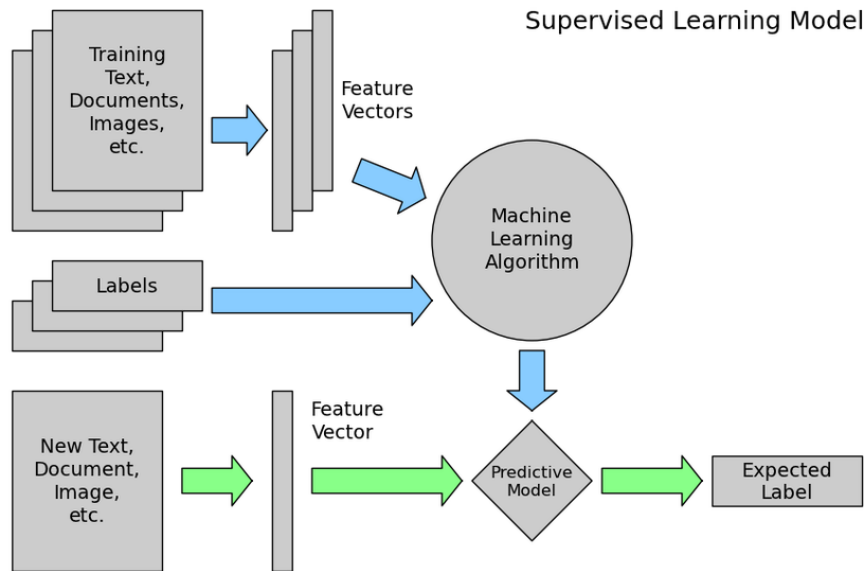 Supervised Learning Model
Training
Text,
Documents,
Images,
etc.
Feature
Vectors
Machine
Learning
Algorithm
Labels
New Text,
Document,
Image,
etc.
Feature
Vector
Predictive
Model
Expected
Label